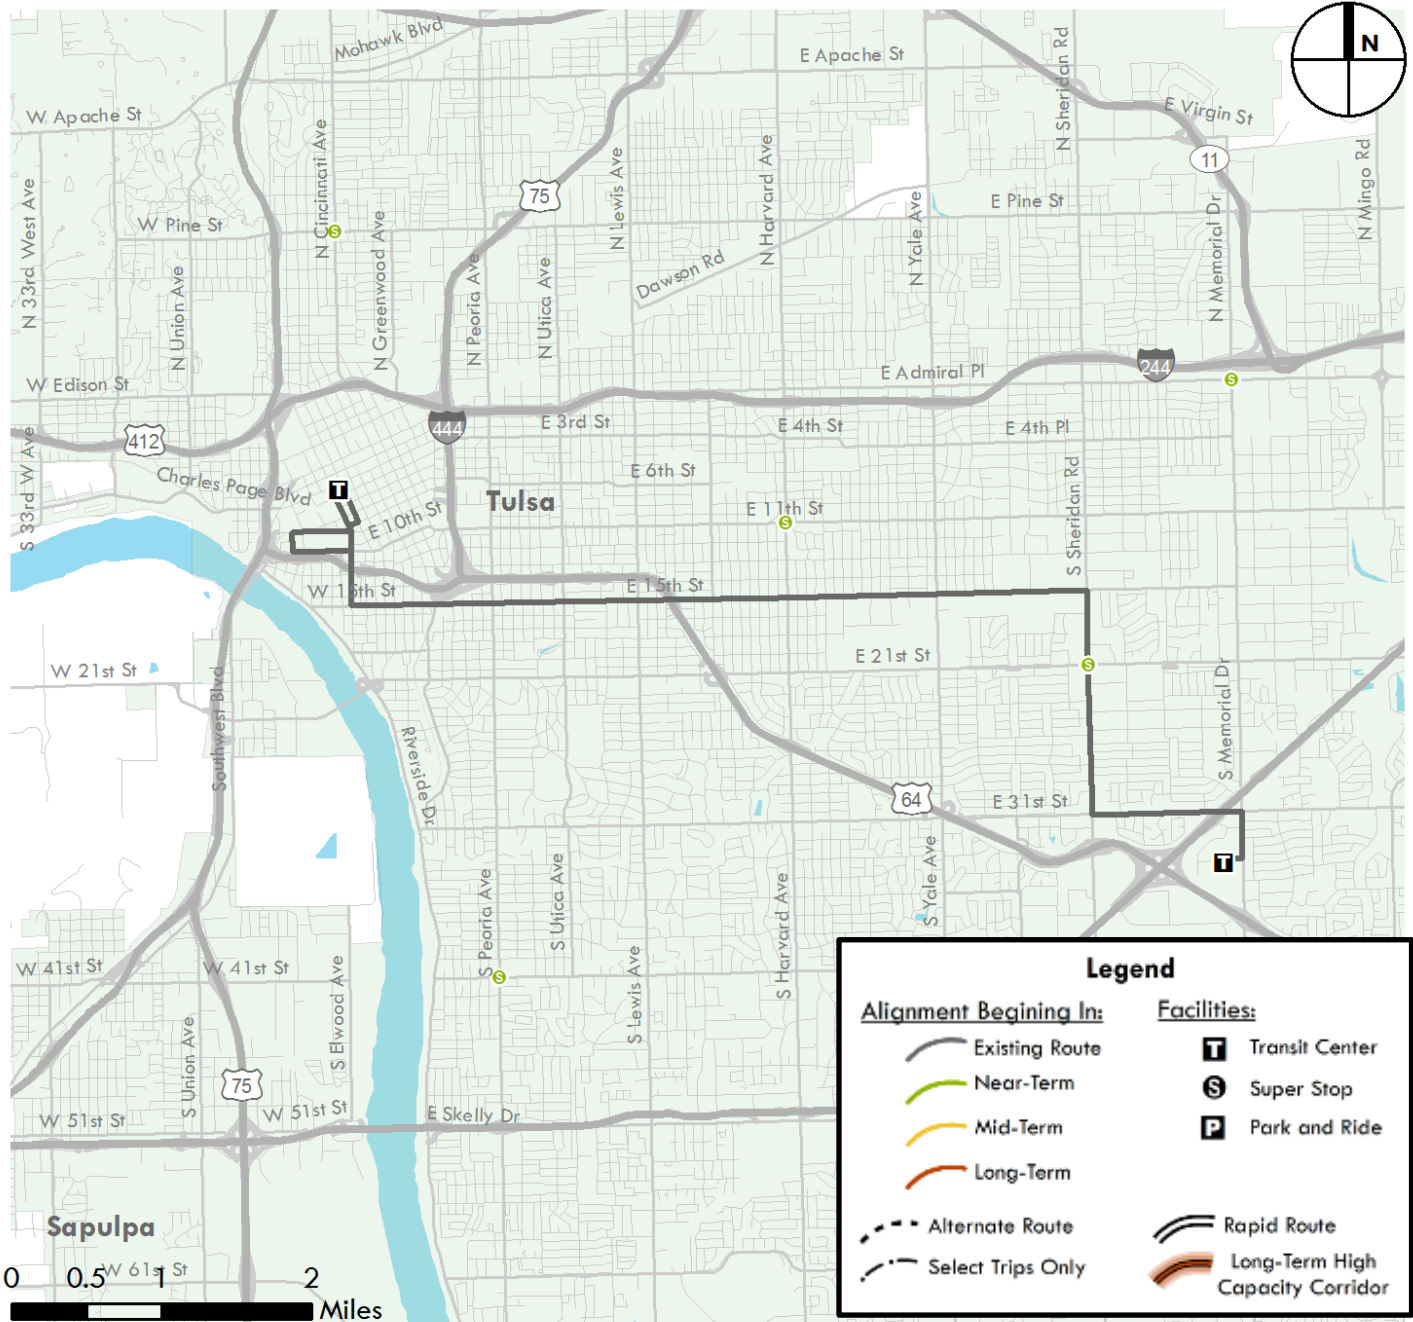 N
Mohawk Blvd
E Apache St
N Sheridan Rd
W Apache St
E Virgin St
N Cincinnati Ave
11
N Harvard Ave
N Mingo Rd
N Lewis Ave
75
N 33rd West Ave
E Pine St
N Yale Ave
N Memorial Dr
W Pine St
S
N Greenwood Ave
N Peoria Ave
N Utica Ave
Dawson Rd
N Union Ave
E Admiral Pl
244
S
W Edison St
444
E 3rd St
E 4th St
E 4th Pl
412
S 33rd W Ave
E 6th St
Charles Page Blvd
T
Tulsa
E 10th St
E 11th St
S
S Sheridan Rd
W 15th St
E 15th St
E 21st St
S
W 21st St
Southwest Blvd
S Memorial Dr
Riverside Dr
64
E 31st St
T
S Peoria Ave
S Utica Ave
S Harvard Ave
S Yale Ave
W 41st St
W 41st St
S
S Elwood Ave
S Lewis Ave
S Union Ave
75
W 51st St
W 51st St
E Skelly Dr
Sapulpa
W 61st St
0 0.5 1 2
Miles
Legend
Alignment Begining In:
Existing Route
Near-Term
Mid-Term
Long-Term
Alternate Route
Select Trips Only
Facilities:
T Transit Center
S Super Stop
P Park and Ride
Rapid Route
Long-Term High
Capacity Corridor